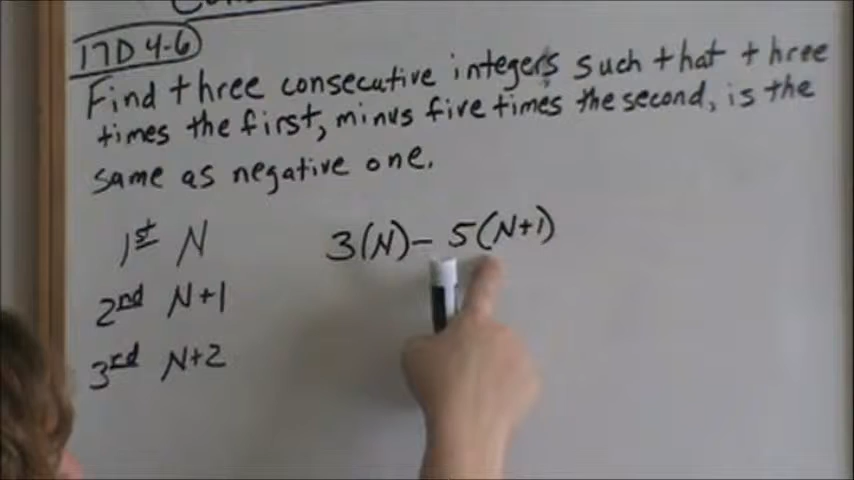 17D 4-6
Find three consecutive integers such that three
times the first, minus five times the second, is the
same as negative one.
1st N
3(N)- 5(N+1)
2nd N+1
3rd N+2